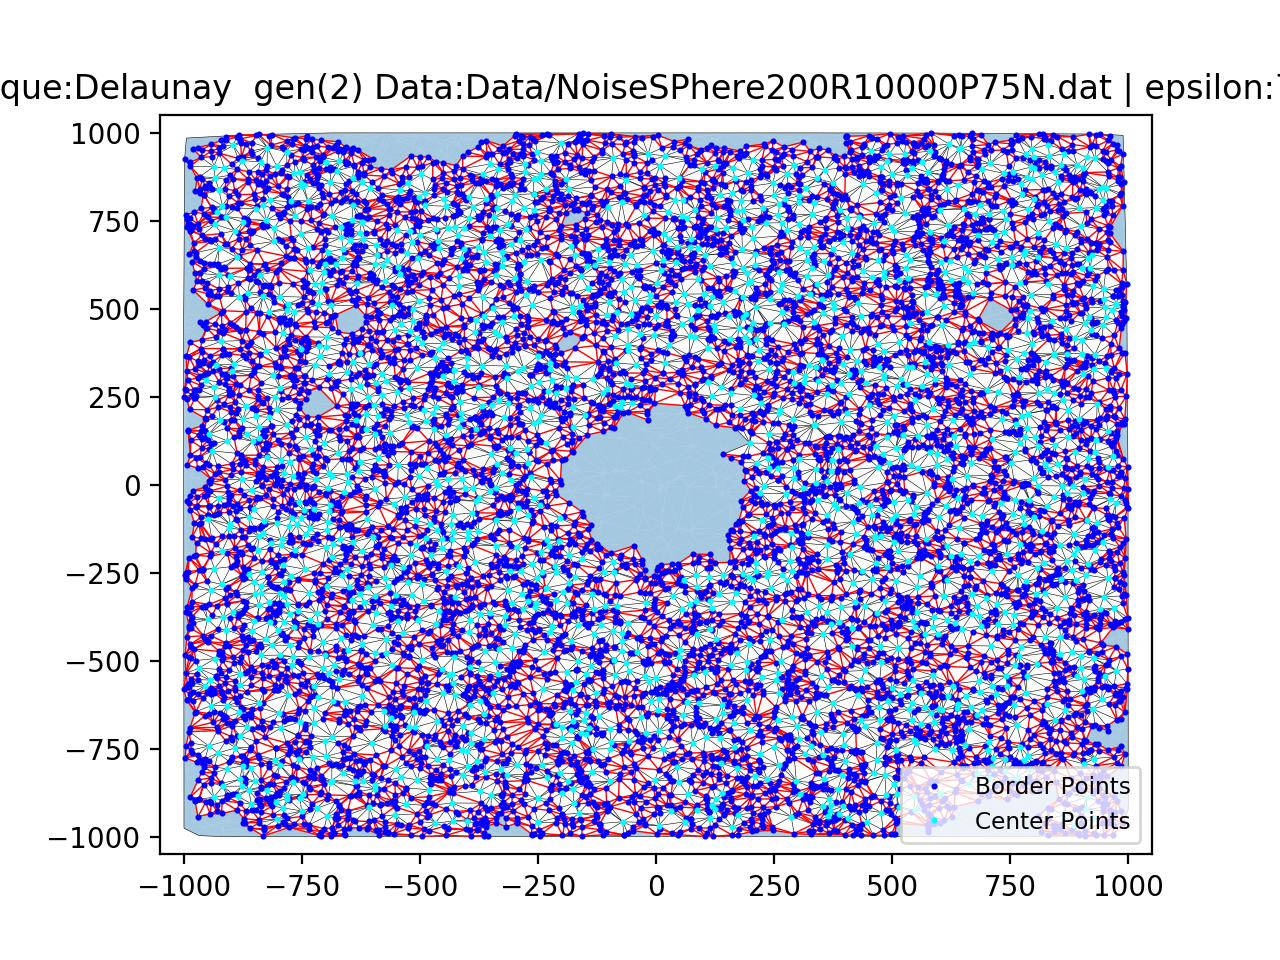 que:Delaunay  gen(2) Data:Data/NoiseSPhere200R10000P75N.dat | epsilon:
1000
750
500
250
0
−250
−500
−750
−1000
Border Points
Center Points
−1000 −750 −500 −250 0 250 500 750 1000